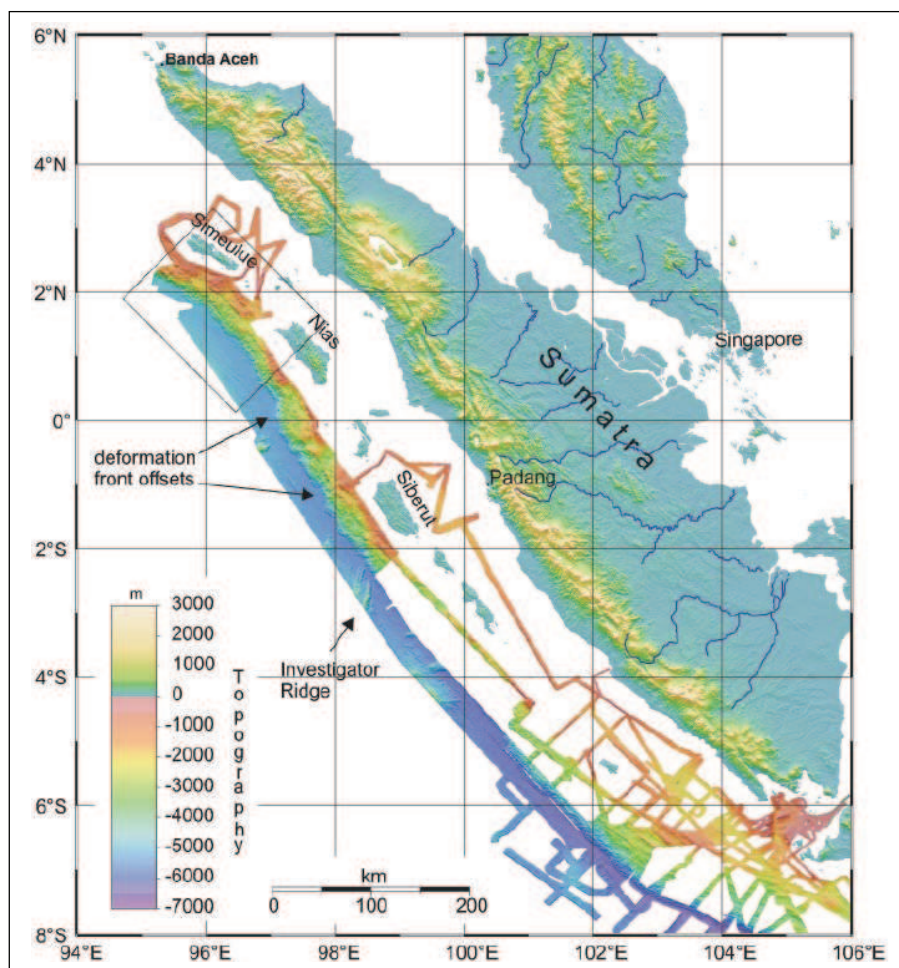 6°N
Banda Aceh
4°N
Simeulue
2°N
Nias
Singapore
Sumatra
0°
deformation
front offsets
Padang
Siberut
2°S
m
3000
2000
1000
0
-1000
-2000
-3000
-4000
-5000
-6000
-7000
Topography
Investigator
Ridge
4°S
6°S
km
0 100 200
8°S
94°E 96°E 98°E 100°E 102°E 104°E 106°E